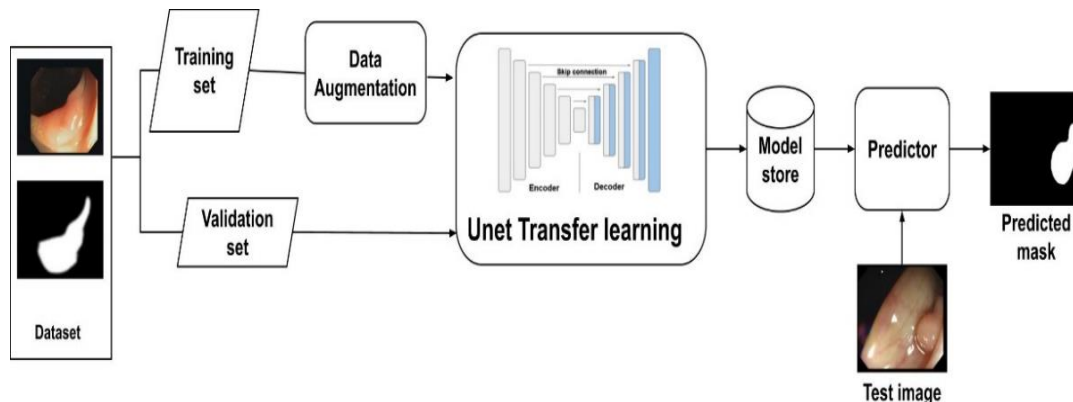 Training
set
Data
Augmentation
Skip connection
Encoder
Decoder
Unet Transfer learning
Validation
set
Dataset
Model
store
Predictor
Predicted
mask
Test image